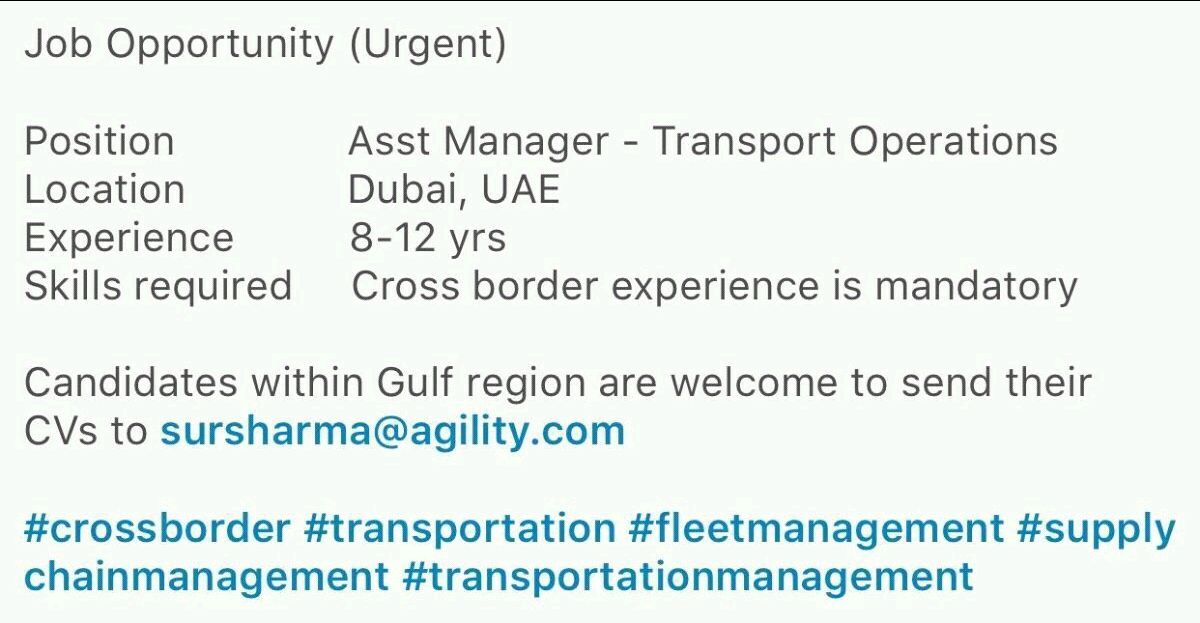 Job Opportunity (Urgent)
Position Asst Manager - Transport Operations
Location Dubai, UAE
Experience 8-12 yrs
Skills required Cross border experience is mandatory
Candidates within Gulf region are welcome to send their
CVs to sursharma@agility.com
#crossborder #transportation #fleetmanagement #supply
chainmanagement #transportationmanagement